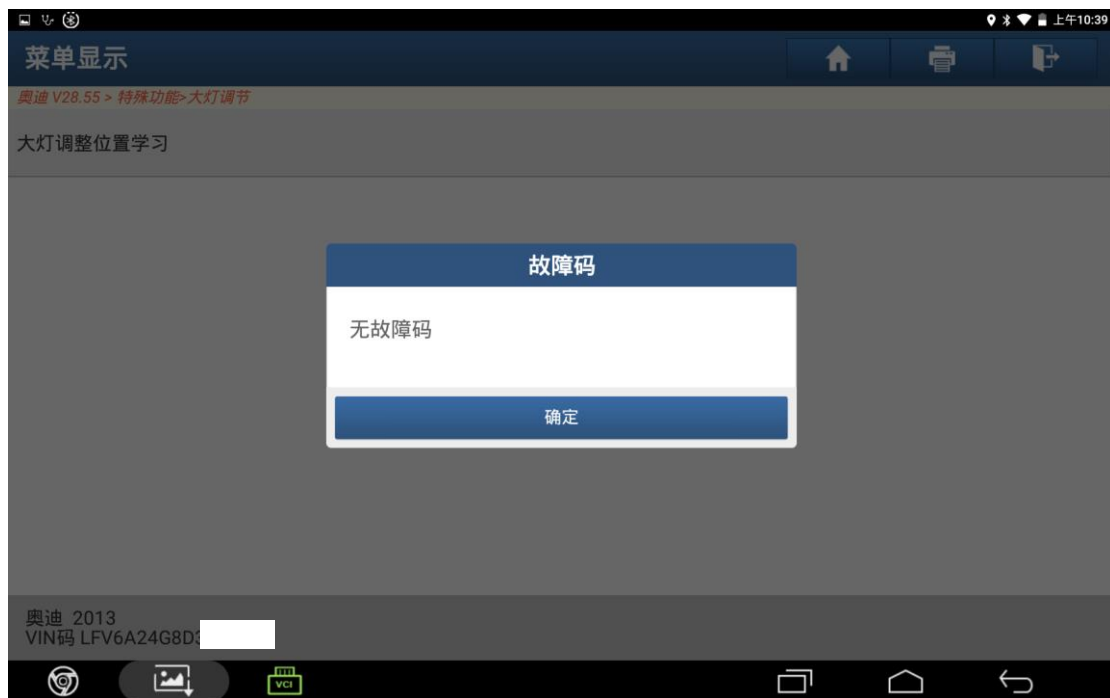 上午10:39
菜单显示
奥迪 V28.55 > 特殊功能>大灯调节
大灯调整位置学习
故障码
无故障码
确定
奥迪 2013
VIN码 LFV6A24G8D
VCI